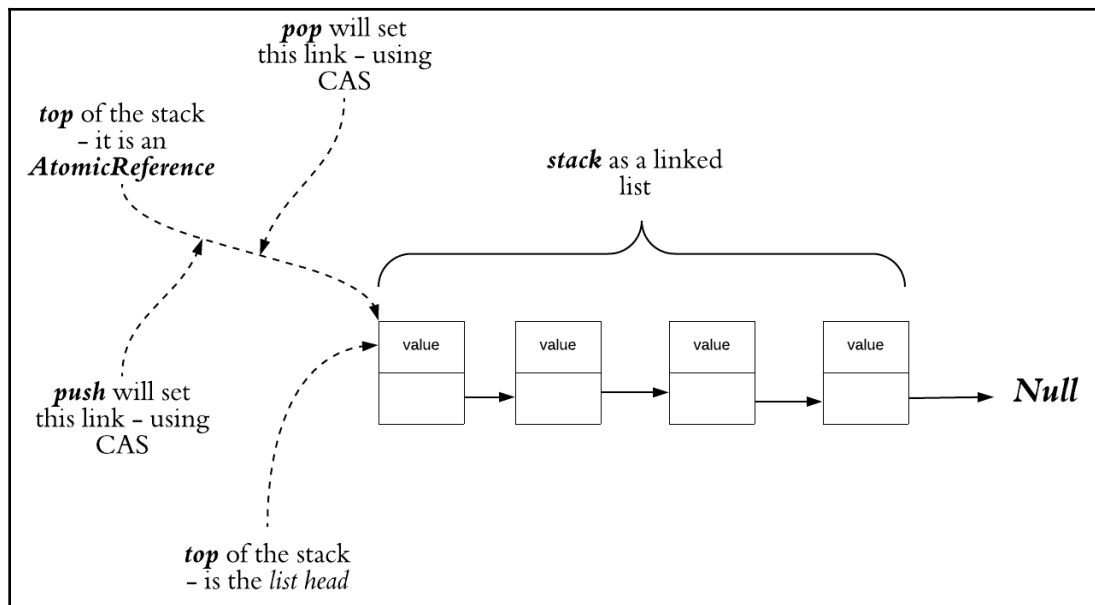 pop will set
this link - using
CAS
top of the stack
- it is an
AtomicReference
stack as a linked
list
value
value
value
value
Null
push will set
this link - using
CAS
top of the stack
- is the list head